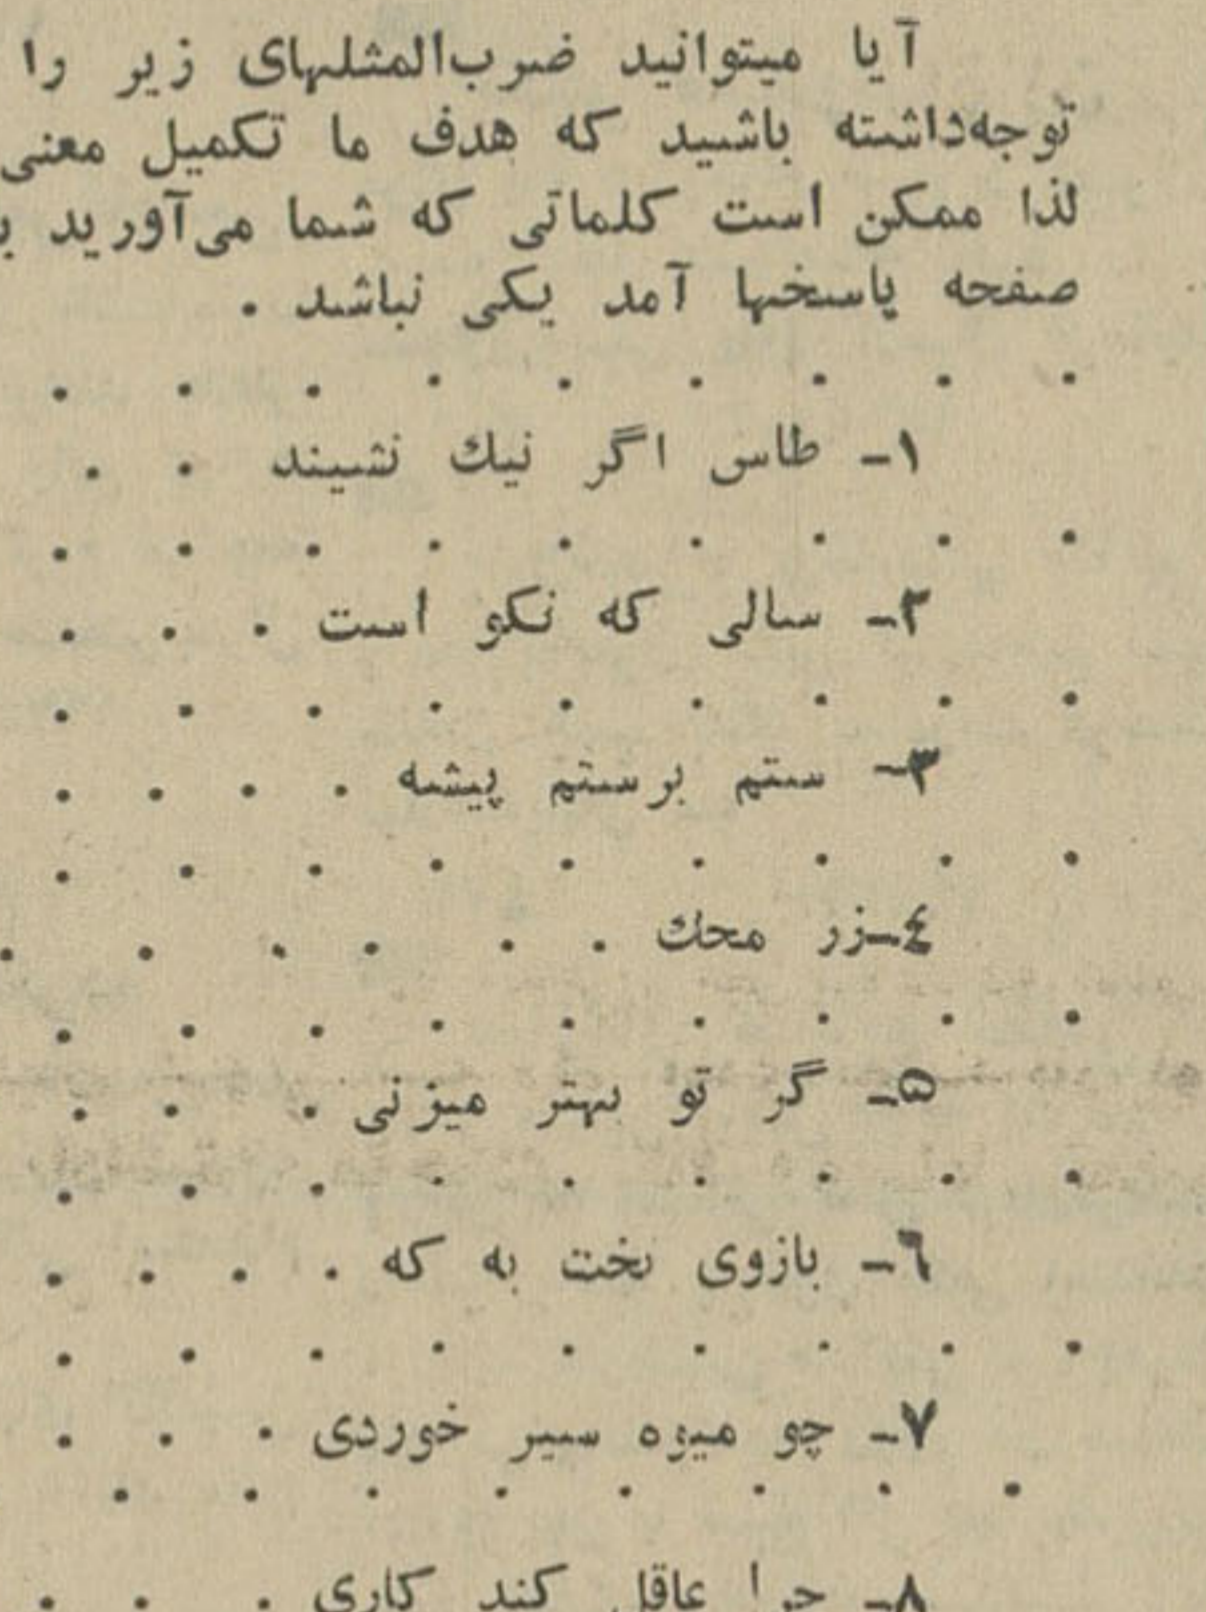 آیا میتوانید ضرب‌المثلهای زیر را
توجه‌داشته باشید که هدف ما تکمیل معنی
لذا ممکن است کلماتی که شما می‌آورید
صفحه پاسخها آمد یکی نباشد .
. . . . . . . . .
۱- طاس اگر نیك نشیند . .
. . . . . . . . .
۲- سالی که نکو است . . .
. . . . . . . . .
۳- ستم بر ستم پیشه . . . .
. . . . . . . . .
٤-زر محك . . . . . .
. . . . . . . . .
۵- گر تو بهتر میزنی . . .
. . . . . . . . .
٦- بازوی بخت به که . . . .
. . . . . . . . .
۷- چو میوه سیر خوردی . . .
. . . . . . . .
۸- چرا عاقل کند کاری . . .